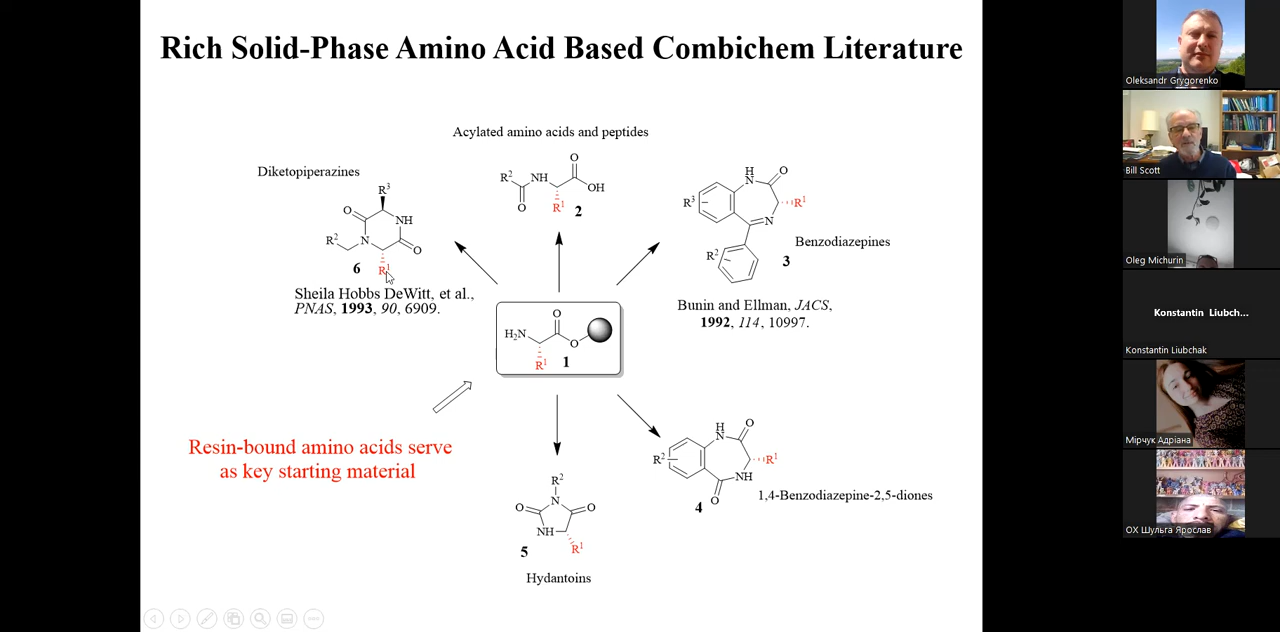 Rich Solid-Phase Amino Acid Based Combichem Literature
Acylated amino acids and peptides
R² NH O OH O R¹ 2
Diketopiperazines
R³ O NH N O R² R¹
6
Sheila Hobbs DeWitt, et al.,
PNAS, 1993, 90, 6909.
H N O R³ R¹ N R²
Benzodiazepines
3
Bunin and Ellman, JACS,
1992, 114, 10997.
O H₂N O R¹ 1
Resin-bound amino acids serve
as key starting material
R² N O O NH R¹
5
Hydantoins
H N O R² R¹ NH O
4
1,4-Benzodiazepine-2,5-diones
Oleksandr Grygorenko
Bill Scott
Oleg Michurin
Konstantin Liubch...
Konstantin Liubchak
Мірчук Адріана
ОХ Шульга Ярослав